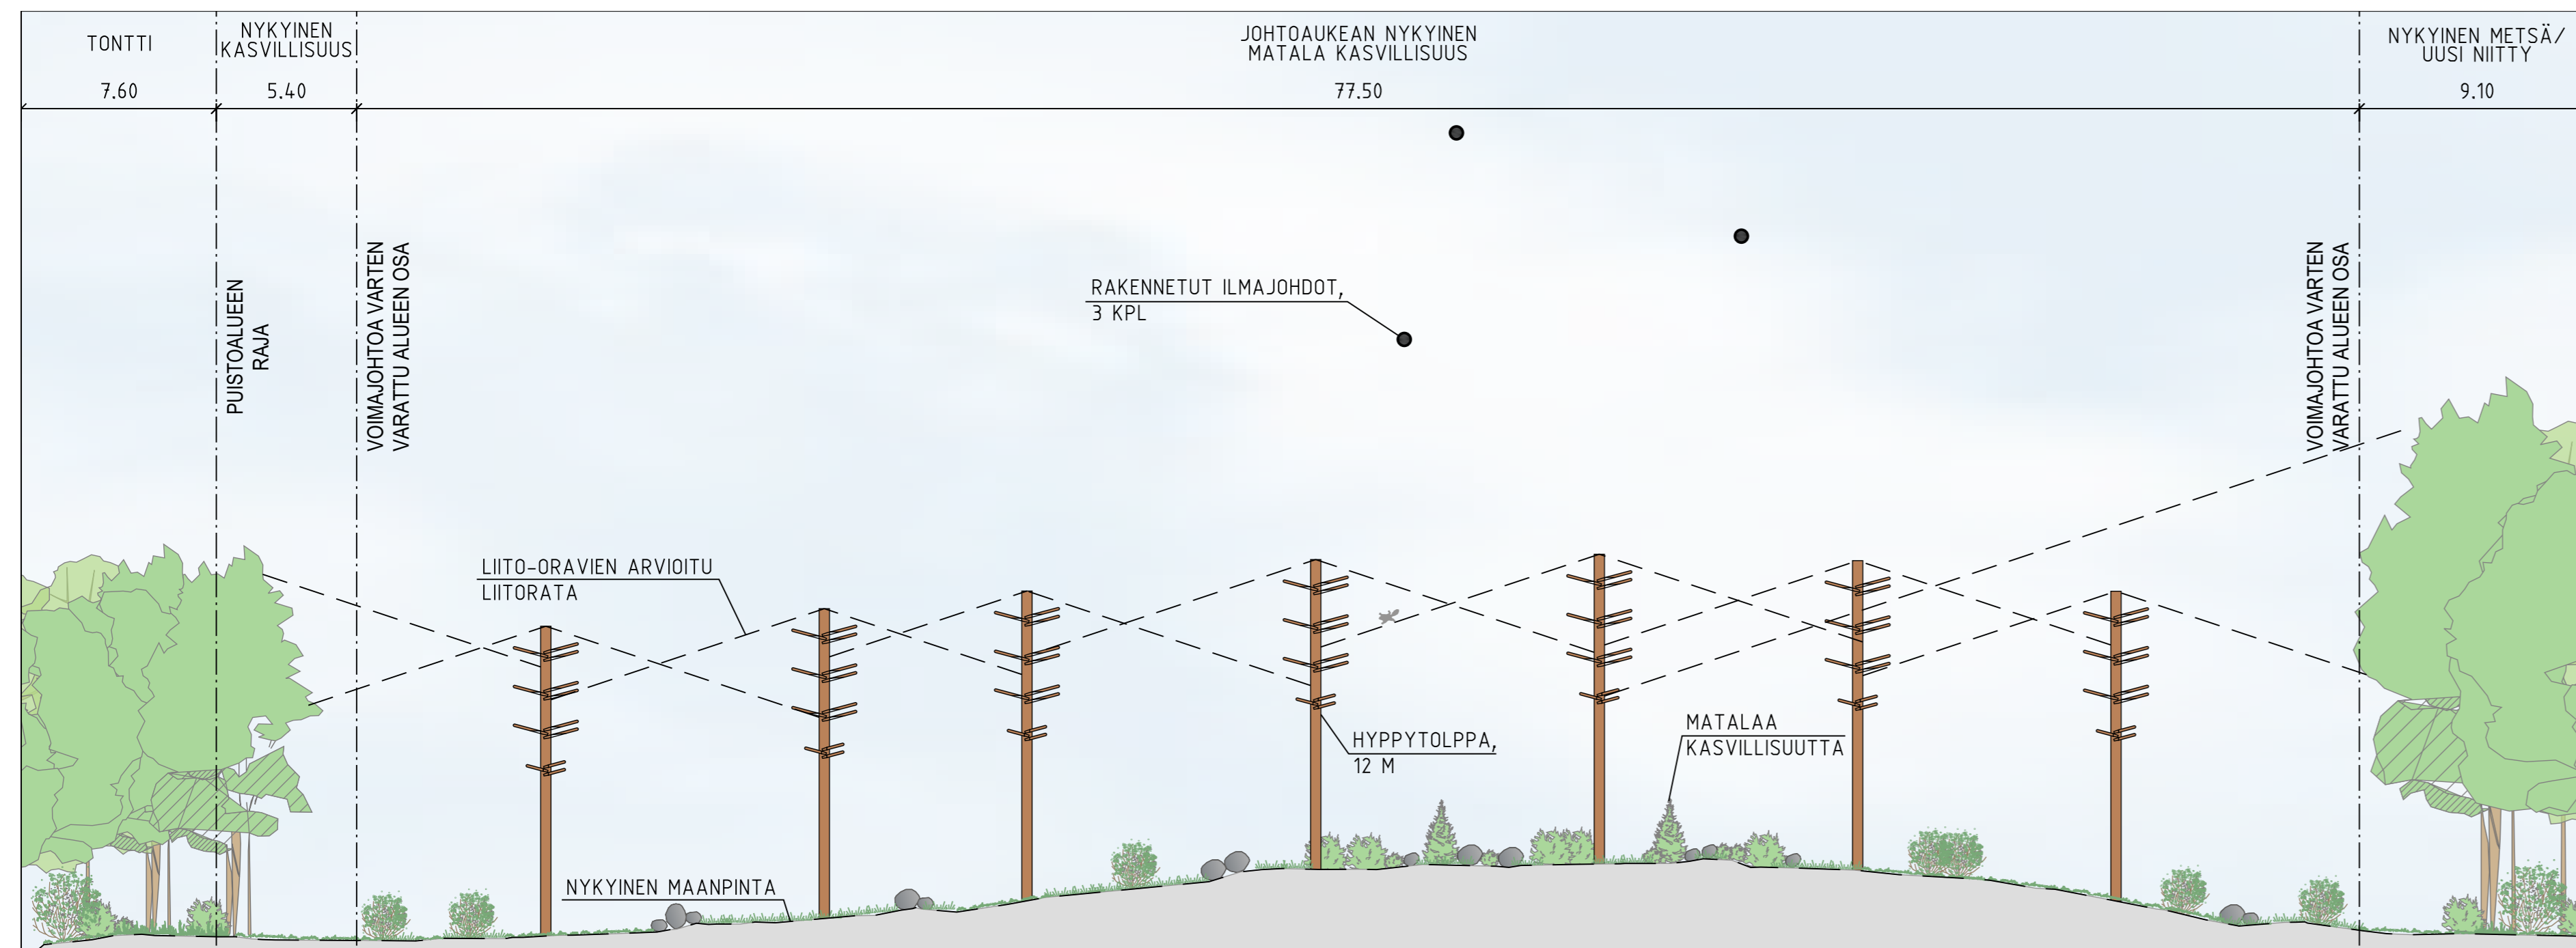 TONTTI
7.60
NYKYINEN
KASVILLISUUS
5.40
JOHTOAUKEAN NYKYINEN
MATALA KASVILLISUUS
77.50
NYKYINEN METSÄ/
UUSI NIITTY
9.10
PUISTOALUEEN
RAJA
VOIMAJOHTOA VARTEN
VARATTU ALUEEN OSA
RAKENNETUT ILMAJOHDOT,
3 KPL
VOIMAJOHTOA VARTEN
VARATTU ALUEEN OSA
LIITO-ORAVIEN ARVIOITU
LIITORATA
HYPPYTOLPPA,
12 M
MATALAA
KASVILLISUUTTA
NYKYINEN MAANPINTA